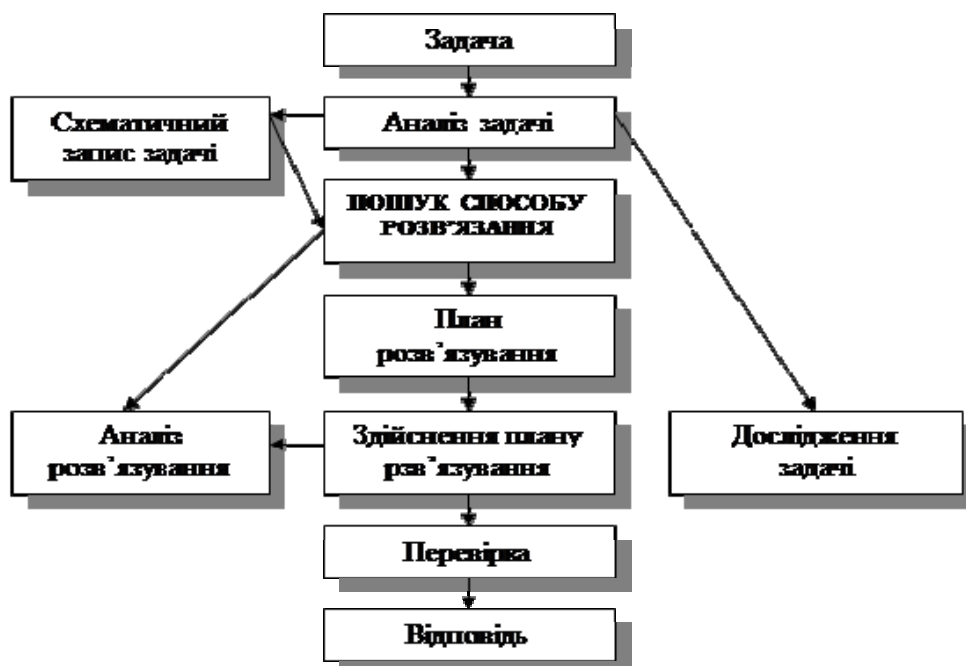 Задача
Схематичний
запис задачі
Аналіз задачі
ПОШУК СПОСОБУ
РОЗВ’ЯЗАННЯ
План
розв’язування
Аналіз
розв’язування
Здійснення плану
рзв’язування
Дослідження
задачі
Перевірка
Відповідь